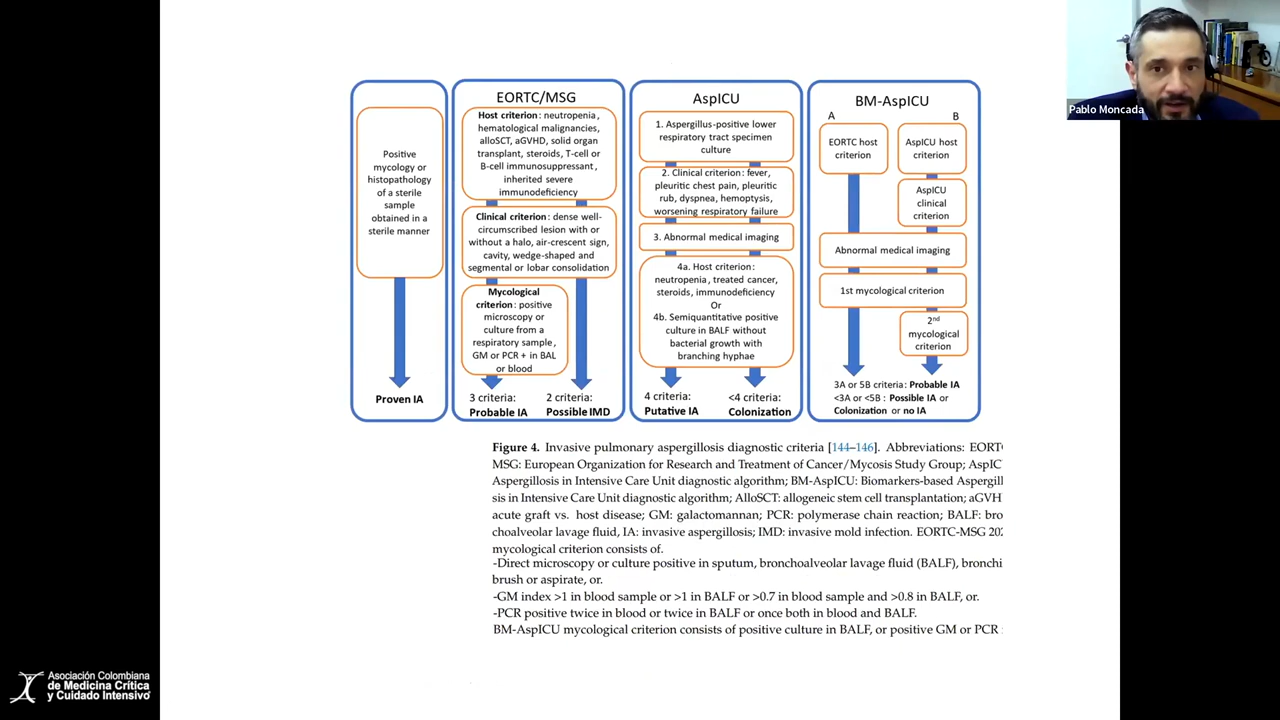 Pablo Moncada
Positive
mycology or
histopathology
of a sterile
sample
obtained in a
sterile manner
Proven IA
EORTC/MSG
Host criterion: neutropenia,
hematological malignancies,
alloSCT, aGVHD, solid organ
transplant, steroids, T-cell or
B-cell immunosuppressant,
inherited severe
immunodeficiency
Clinical criterion: dense well-
circumscribed lesion with or
without a halo, air-crescent sign,
cavity, wedge-shaped and
segmental or lobar consolidation
Mycological
criterion: positive
microscopy or
culture from a
respiratory sample,
GM or PCR + in BAL
or blood
3 criteria:
Probable IA
2 criteria:
Possible IMD
AspICU
1. Aspergillus-positive lower
respiratory tract specimen
culture
2. Clinical criterion: fever,
pleuritic chest pain, pleuritic
rub, dyspnea, hemoptysis,
worsening respiratory failure
3. Abnormal medical imaging
4a. Host criterion:
neutropenia, treated cancer,
steroids, immunodeficiency
Or
4b. Semiquantitative positive
culture in BALF without
bacterial growth with
branching hyphae
4 criteria:
Putative IA
<4 criteria:
Colonization
BM-AspICU
A
B
EORTC host
criterion
AspICU host
criterion
AspICU
clinical
criterion
Abnormal medical imaging
1st mycological criterion
2nd
mycological
criterion
3A or 5B criteria: Probable IA
<3A or <5B : Possible IA or
Colonization or no IA
Figure 4. Invasive pulmonary aspergillosis diagnostic criteria [144–146]. Abbreviations: EORT
MSG: European Organization for Research and Treatment of Cancer/Mycosis Study Group; AspIC
Aspergillosis in Intensive Care Unit diagnostic algorithm; BM-AspICU: Biomarkers-based Aspergill
sis in Intensive Care Unit diagnostic algorithm; AlloSCT: allogeneic stem cell transplantation; aGVH
acute graft vs. host disease; GM: galactomannan; PCR: polymerase chain reaction; BALF: bro
choalveolar lavage fluid, IA: invasive aspergillosis; IMD: invasive mold infection. EORTC-MSG 202
mycological criterion consists of.
-Direct microscopy or culture positive in sputum, bronchoalveolar lavage fluid (BALF), bronchi
brush or aspirate, or.
-GM index >1 in blood sample or >1 in BALF or >0.7 in blood sample and >0.8 in BALF, or.
-PCR positive twice in blood or twice in BALF or once both in blood and BALF.
BM-AspICU mycological criterion consists of positive culture in BALF, or positive GM or PCR
Asociación Colombiana
de Medicina Crítica
y Cuidado Intensivo